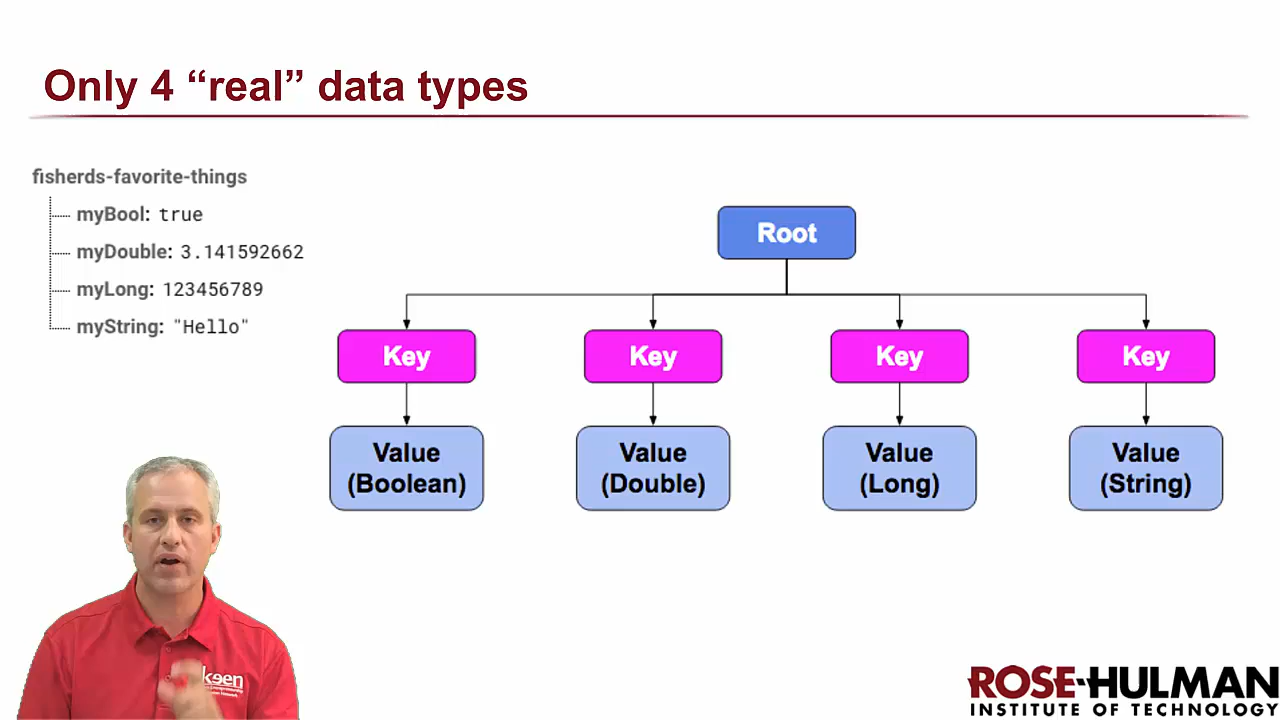 Only 4 “real” data types
fisherds-favorite-things
myBool: true
myDouble: 3.141592662
myLong: 123456789
myString: "Hello"
Root
Key
Key
Key
Key
Value
(Boolean)
Value
(Double)
Value
(Long)
Value
(String)
keen
ROSE-HULMAN
INSTITUTE OF TECHNOLOGY